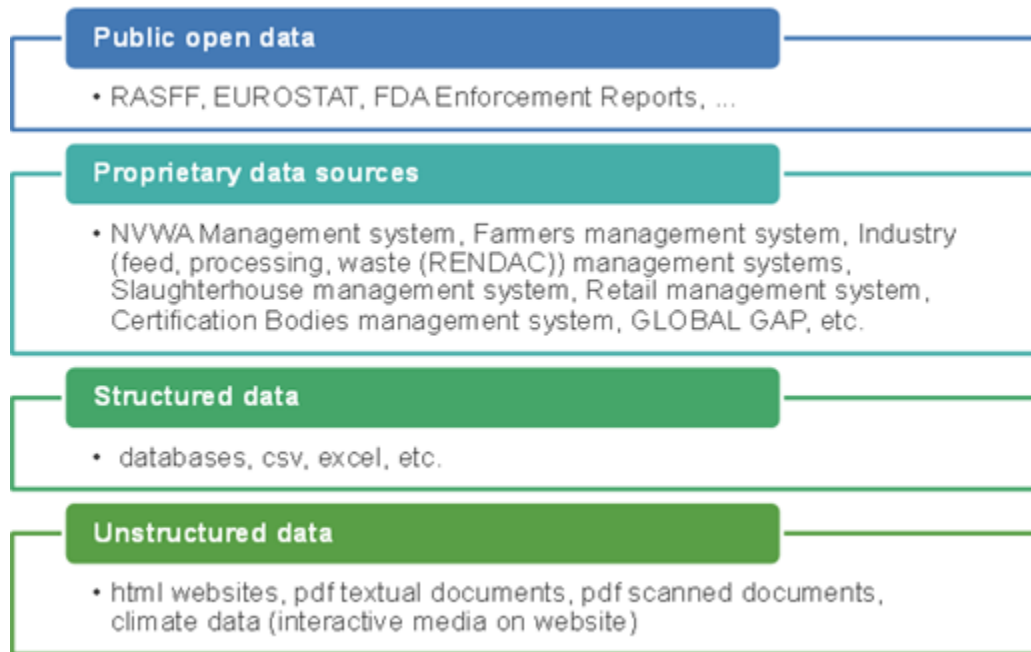 Public open data
• RASFF, EUROSTAT, FDA Enforcement Reports, ...
Proprietary data sources
• NVWA Management system, Farmers management system, Industry
(feed, processing, waste (RENDAC)) management systems,
Slaughterhouse management system, Retail management system,
Certification Bodies management system, GLOBAL GAP, etc.
Structured data
• databases, csv, excel, etc.
Unstructured data
• html websites, pdf textual documents, pdf scanned documents,
climate data (interactive media on website)